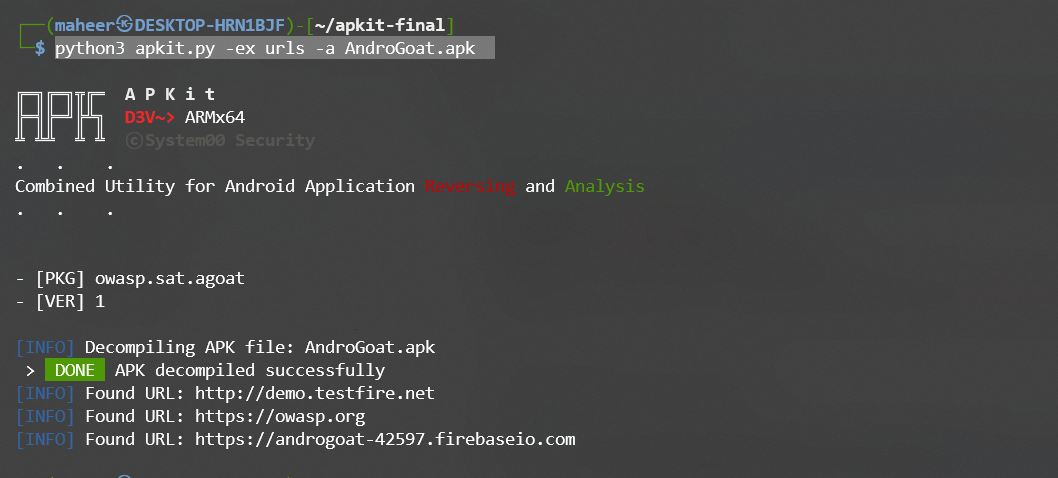 (maheer㉿DESKTOP-HRN1BJF)-[~/apkit-final]
$ python3 apkit.py -ex urls -a AndroGoat.apk
APK A P K i t
D3V~> ARMx64
©System00 Security
. . .
Combined Utility for Android Application Reversing and Analysis
. . .
- [PKG] owasp.sat.agoat
- [VER] 1
[INFO] Decompiling APK file: AndroGoat.apk
> DONE APK decompiled successfully
[INFO] Found URL: http://demo.testfire.net
[INFO] Found URL: https://owasp.org
[INFO] Found URL: https://androgoat-42597.firebaseio.com